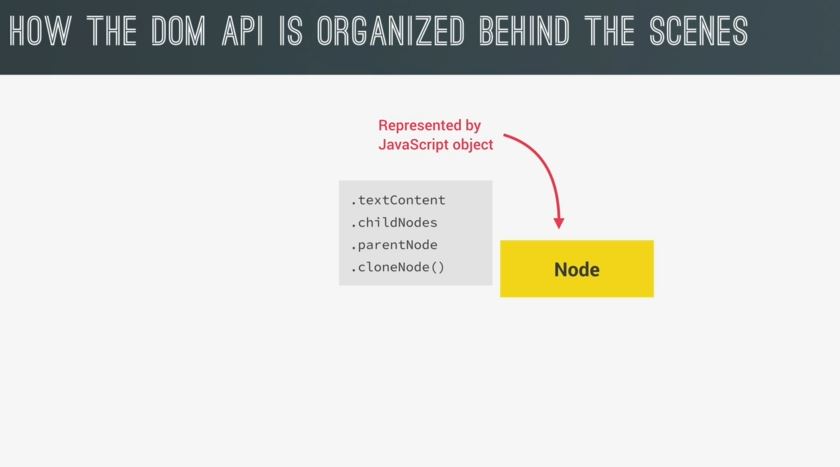 HOW THE DOM API IS ORGANIZED BEHIND THE SCENES
Represented by
JavaScript object
.textContent
.childNodes
.parentNode
.cloneNode()
Node